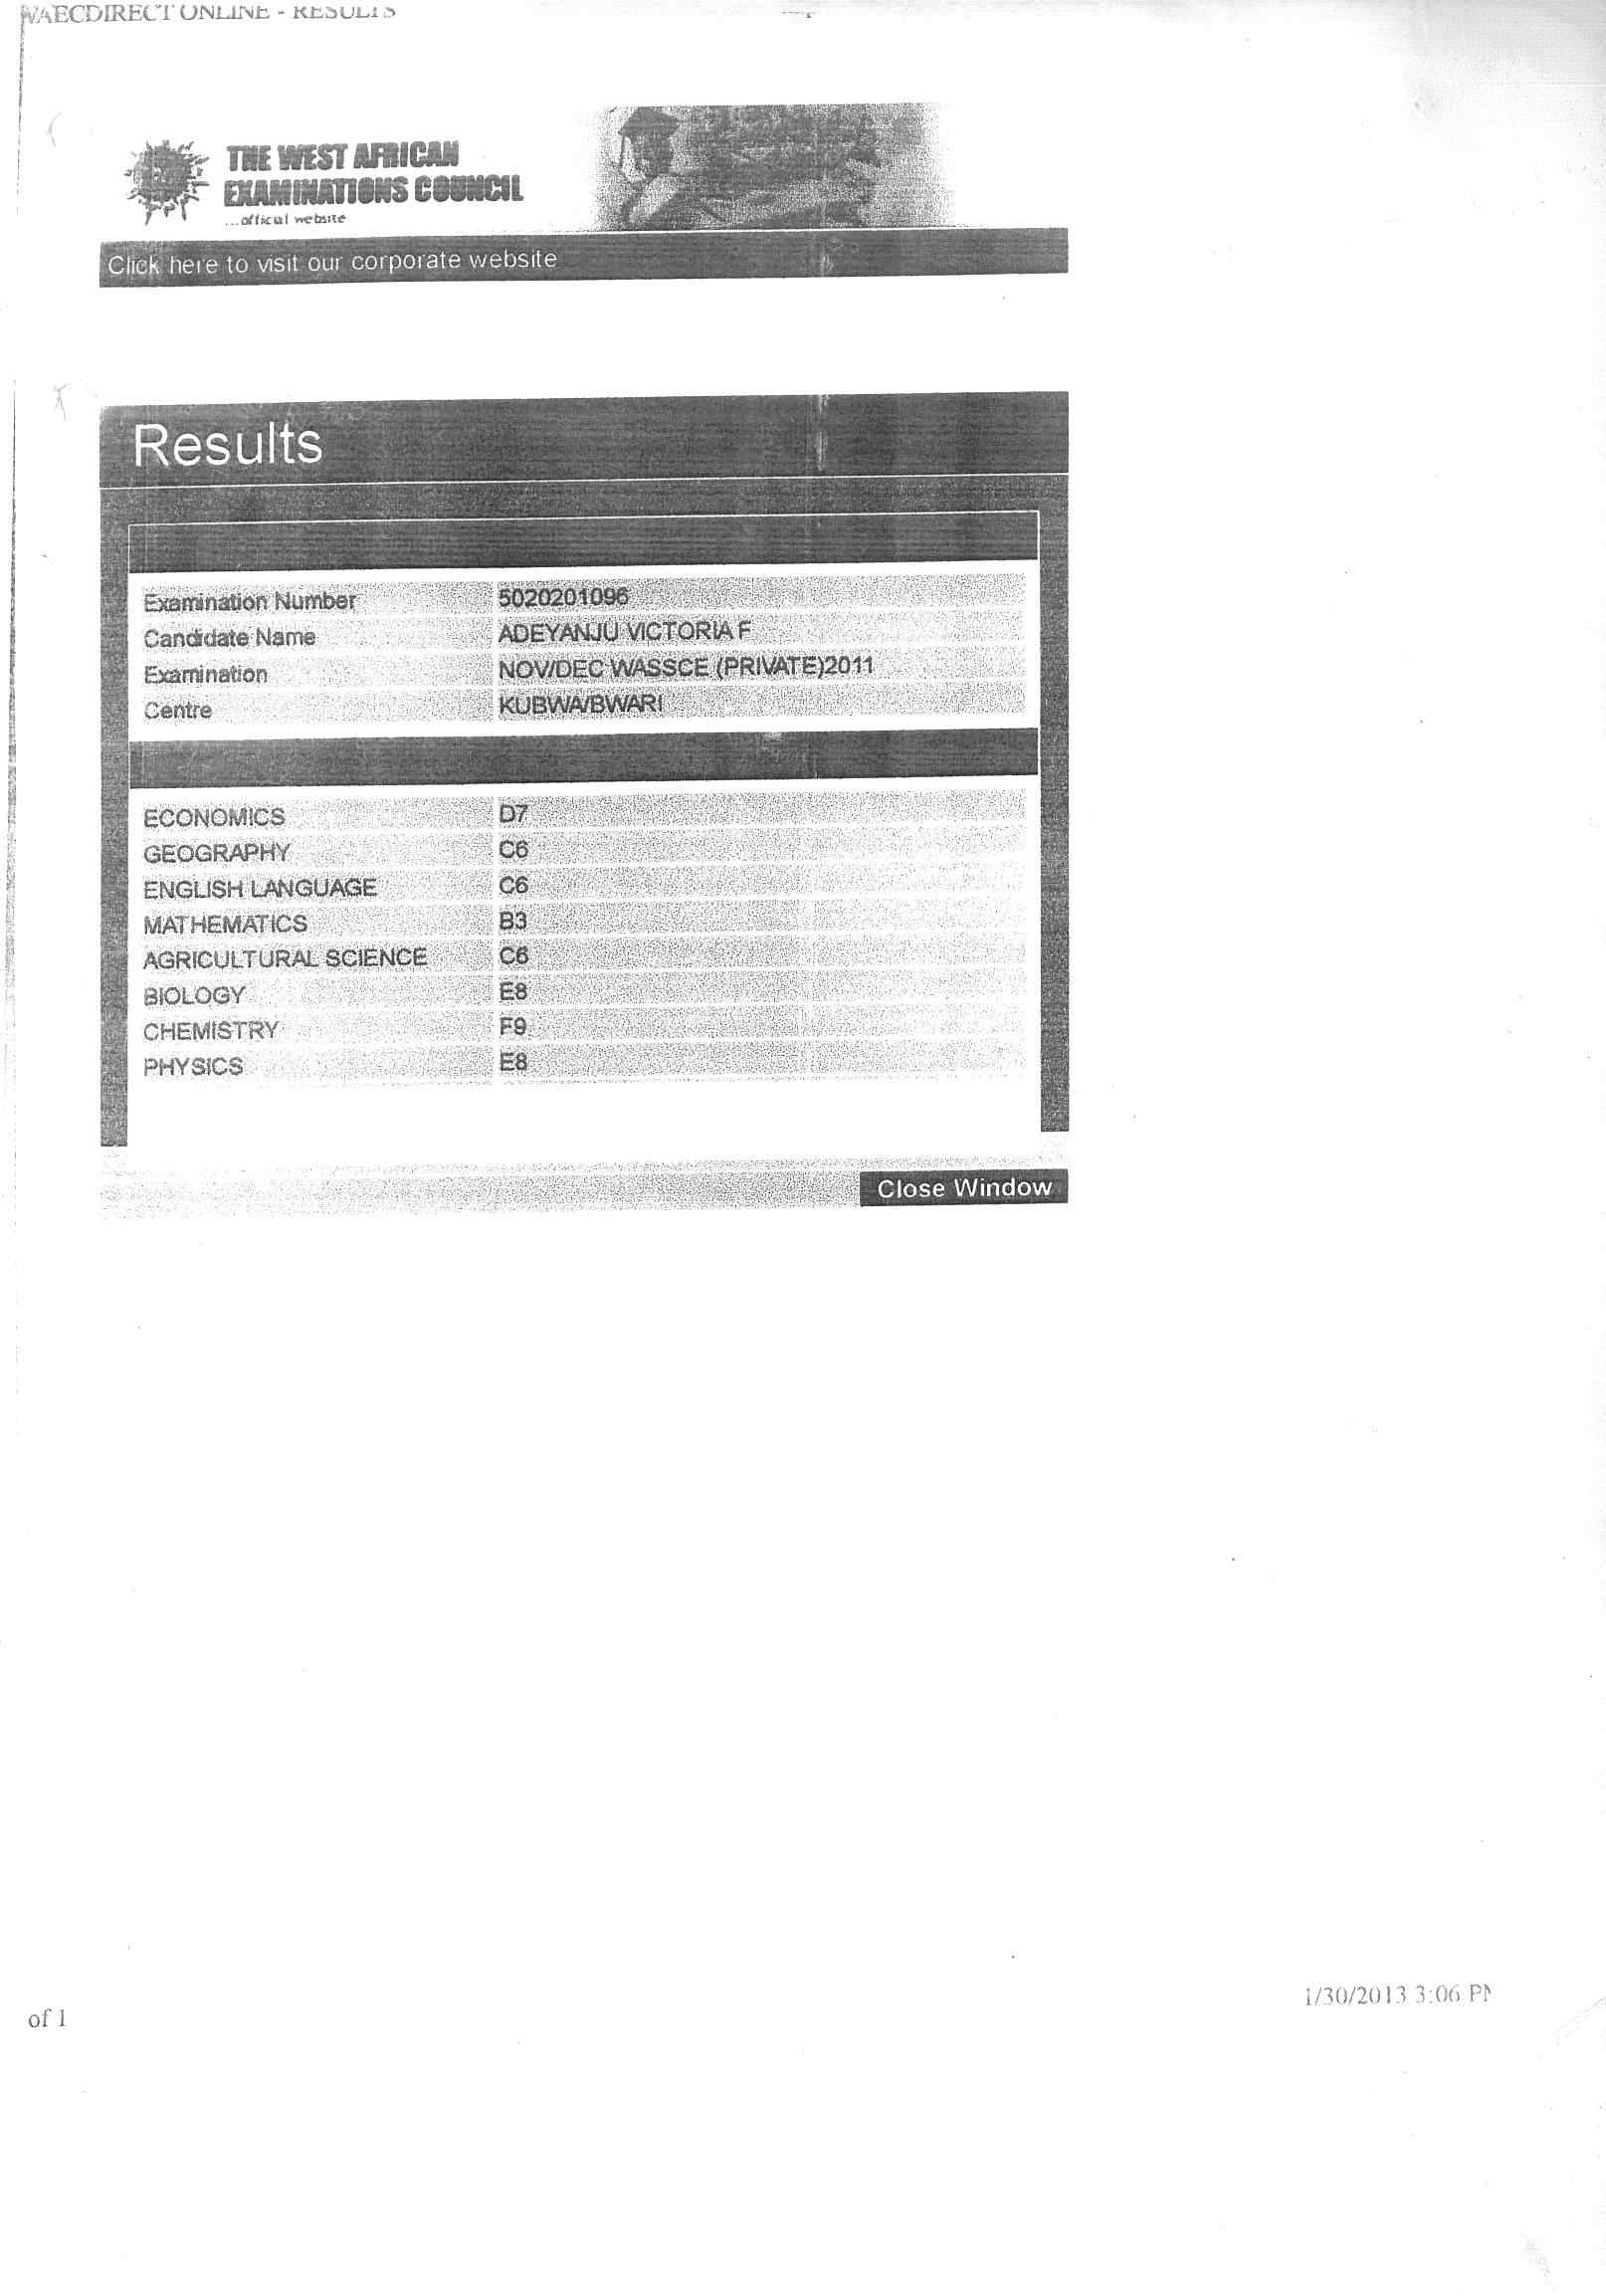 WAECDIRECT ONLINE - RESULTS
THE WEST AFRICAN
EXAMINATIONS COUNCIL
...official website
Click here to visit our corporate website
Results
Examination Number 5020201096
Candidate Name ADEYANJU VICTORIA F
Examination NOV/DEC WASSCE (PRIVATE)2011
Centre KUBWA/BWARI
ECONOMICS D7
GEOGRAPHY C6
ENGLISH LANGUAGE C6
MATHEMATICS B3
AGRICULTURAL SCIENCE C6
BIOLOGY E8
CHEMISTRY F9
PHYSICS E8
Close Window
of 1
1/30/2013 3:06 PM